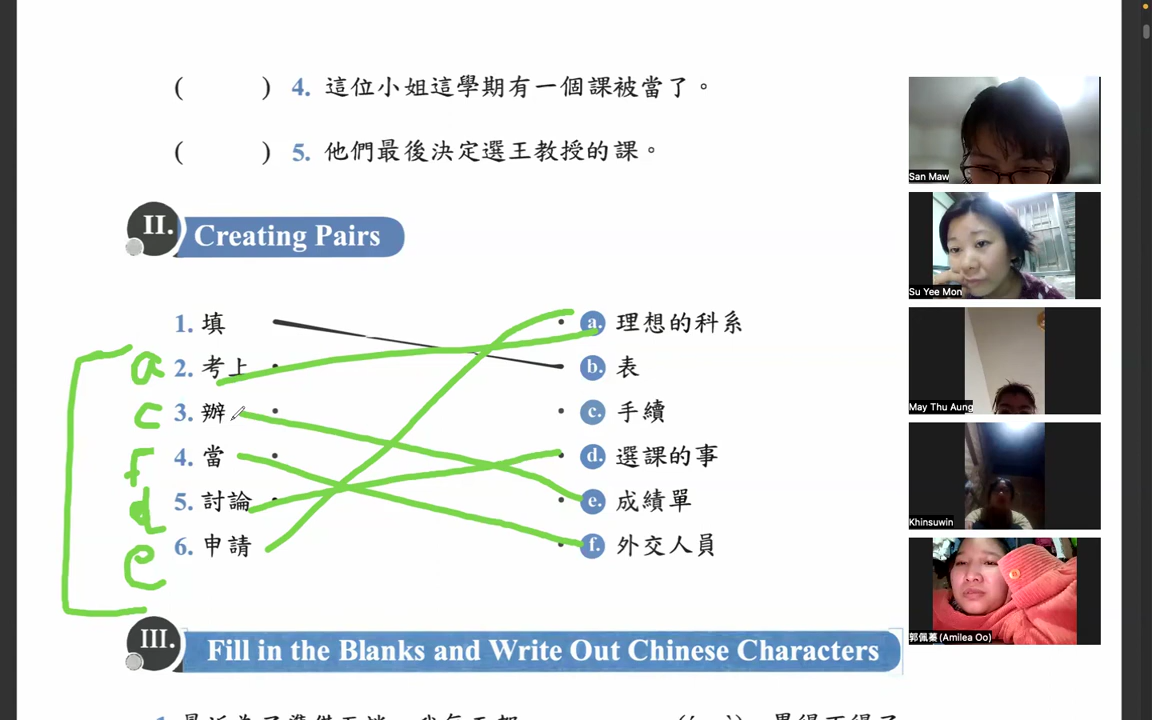 ( ) 4. 這位小姐這學期有一個課被當了。
( ) 5. 他們最後決定選王教授的課。
II. Creating Pairs
1. 填 a. 理想的科系
a 2. 考上 b. 表
c 3. 辦 c. 手續
f 4. 當 d. 選課的事
d 5. 討論 e. 成績單
e 6. 申請 f. 外交人員
III. Fill in the Blanks and Write Out Chinese Characters
San Maw
Su Yee Mon
May Thu Aung
Khinsuwin
郭佩蓁 (Amilea Oo)